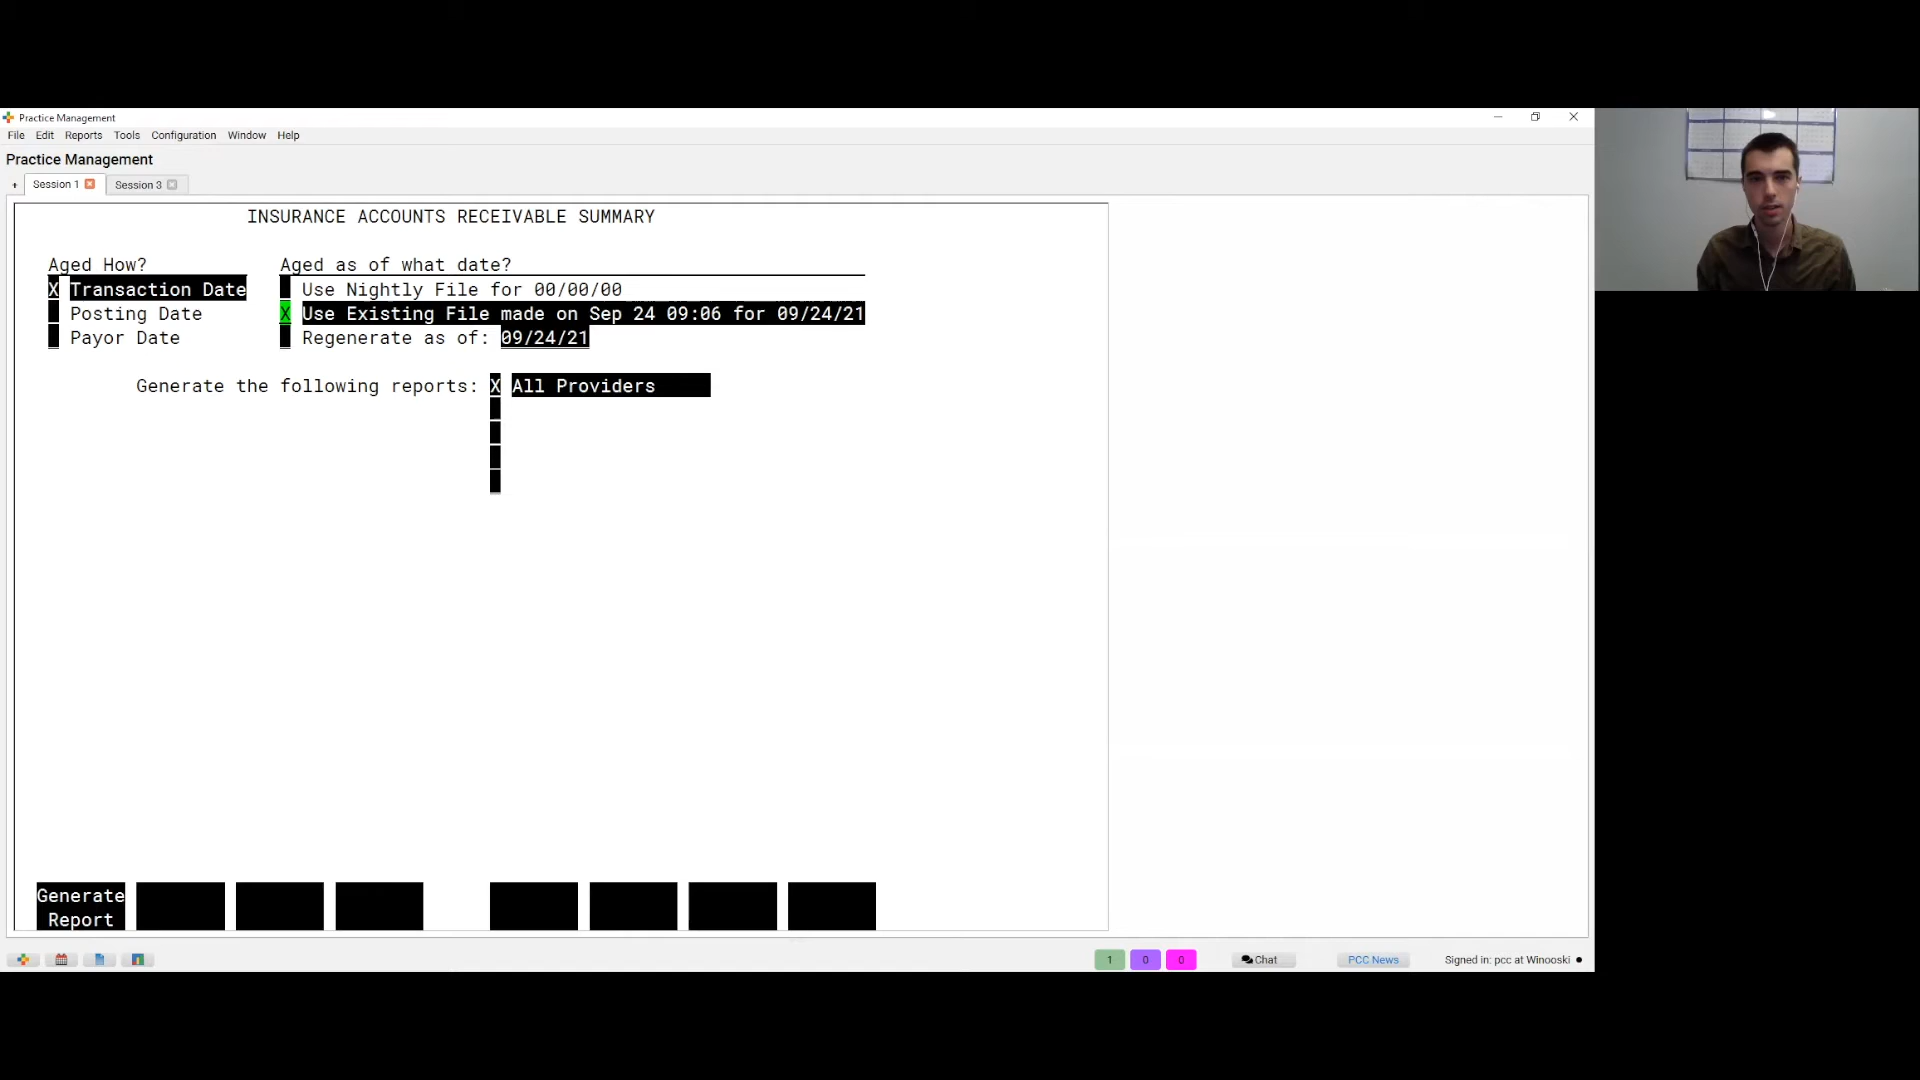 Practice Management
File Edit Reports Tools Configuration Window Help
Practice Management
+ Session 1 Session 3
INSURANCE ACCOUNTS RECEIVABLE SUMMARY
Aged How? Aged as of what date?
X Transaction Date Use Nightly File for 00/00/00
Posting Date X Use Existing File made on Sep 24 09:06 for 09/24/21
Payor Date Regenerate as of: 09/24/21
Generate the following reports: X All Providers
Generate
Report
1 0 0 Chat PCC News Signed in: pcc at Winooski